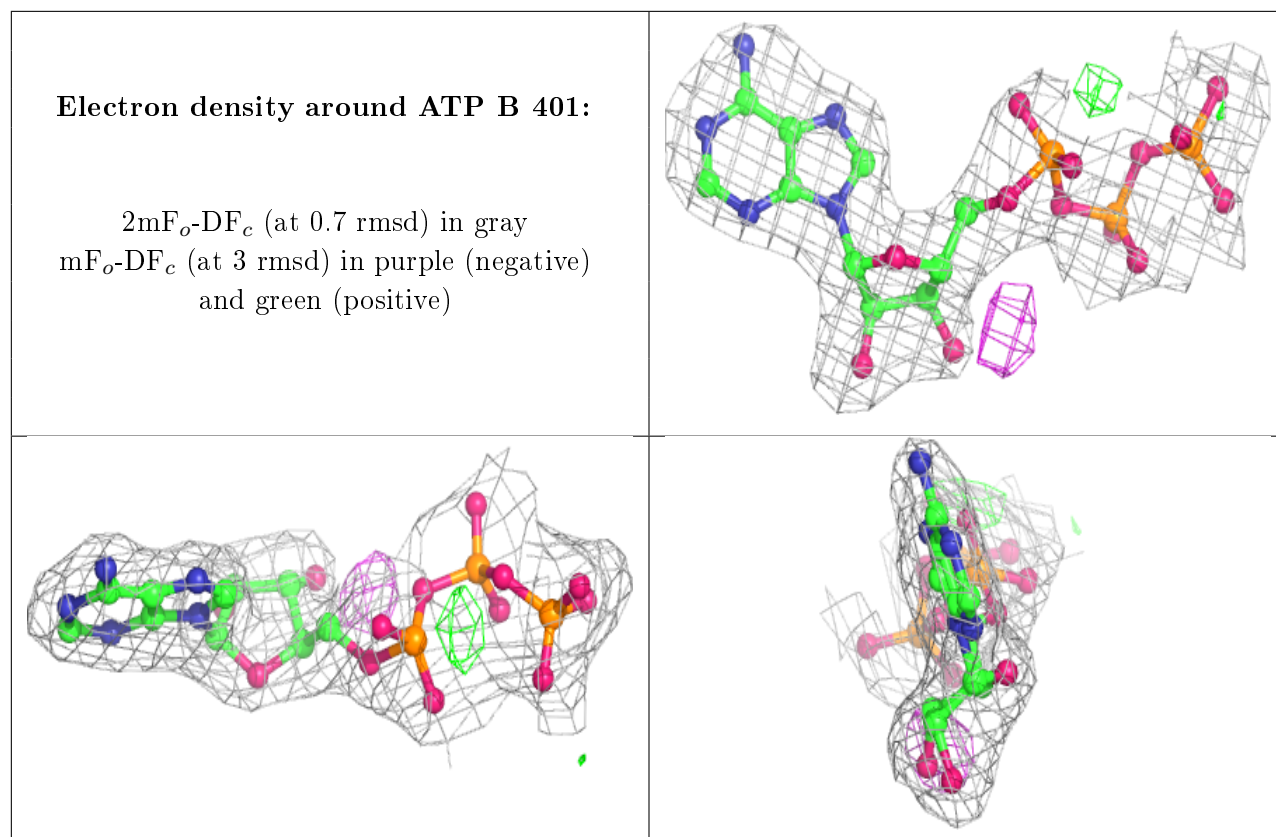 Electron density around ATP B 401:
2mFo-DFc (at 0.7 rmsd) in gray
mFo-DFc (at 3 rmsd) in purple (negative)
and green (positive)